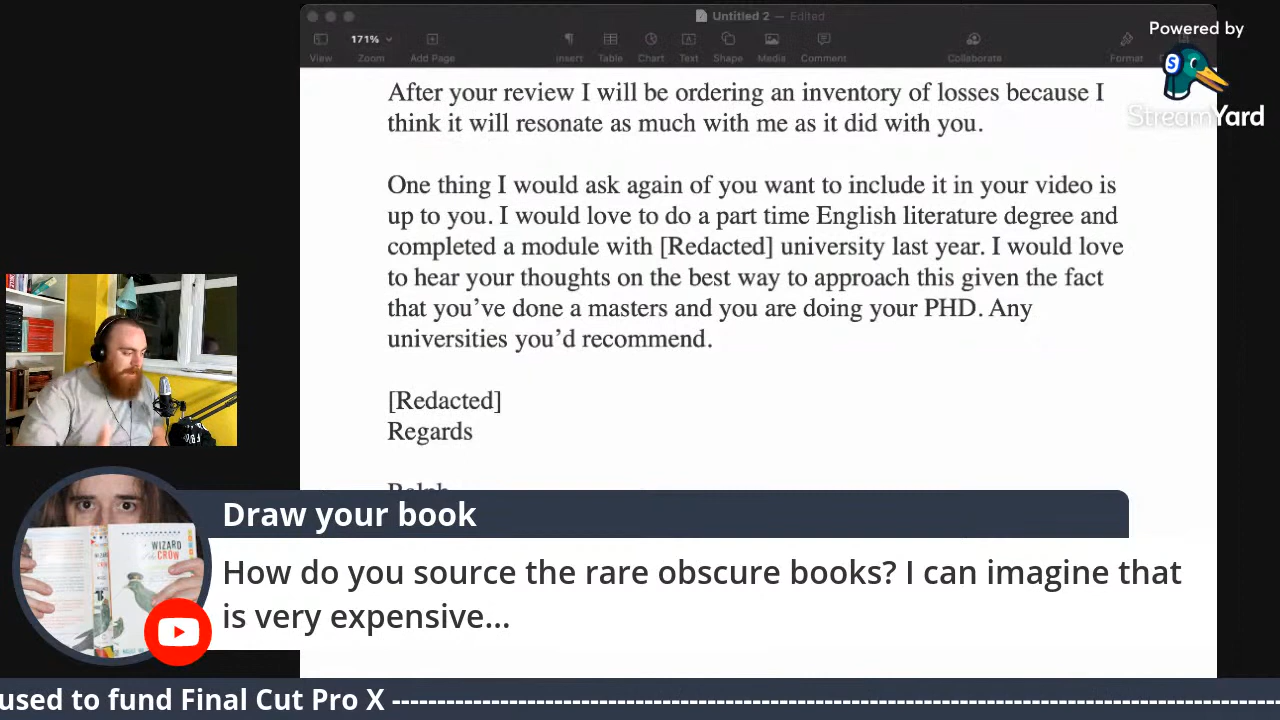 Untitled 2 — Edited
171%
View
Zoom
Add Page
Insert
Table
Chart
Text
Shape
Media
Comment
Collaborate
Format
Powered by
StreamYard
After your review I will be ordering an inventory of losses because I
think it will resonate as much with me as it did with you.
One thing I would ask again of you want to include it in your video is
up to you. I would love to do a part time English literature degree and
completed a module with [Redacted] university last year. I would love
to hear your thoughts on the best way to approach this given the fact
that you’ve done a masters and you are doing your PHD. Any
universities you’d recommend.
[Redacted]
Regards
Ralph
WIZARD
CROW
Draw your book
How do you source the rare obscure books? I can imagine that
is very expensive...
used to fund Final Cut Pro X ----------------------------------------------------------------